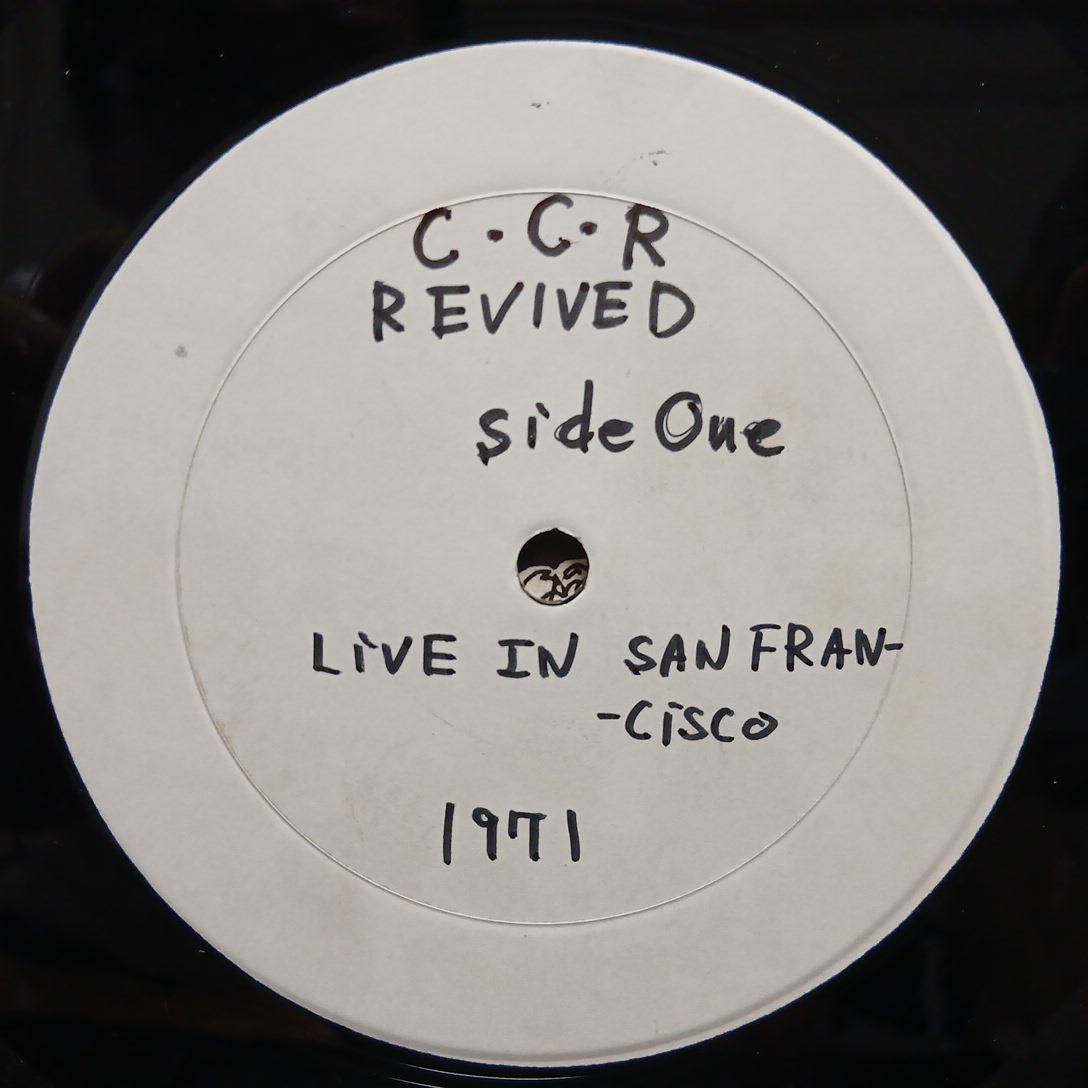 C・C・R
REVIVED
side One
LiVE IN SAN FRAN-
-CiSCO
1971